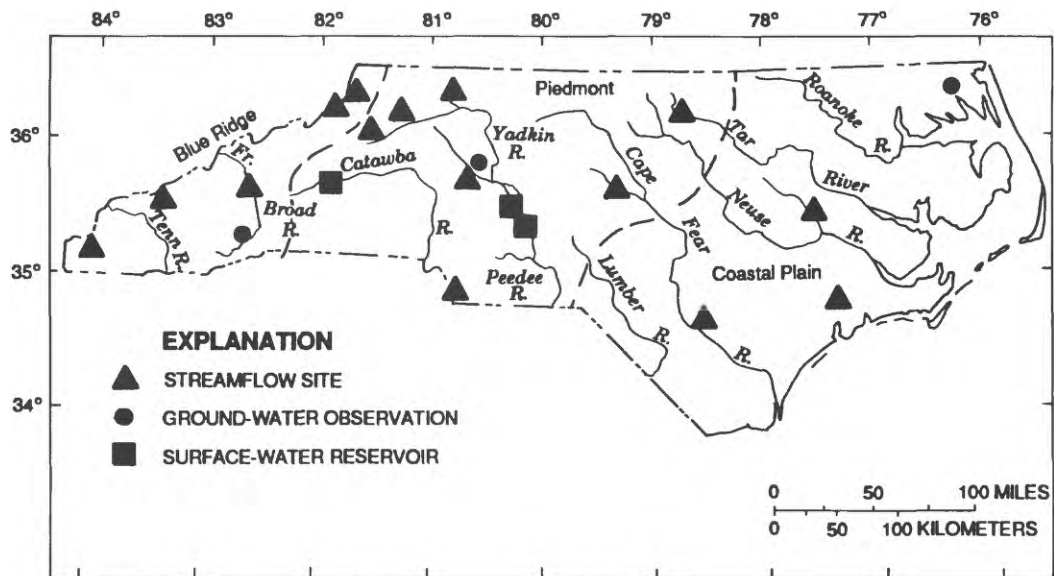 84° 83° 82° 81° 80° 79° 78° 77° 76°
Piedmont
Roanoke
R.
36°
Blue Ridge
Fr.
Yadkin
R.
Tar
River
Catawba
R.
Cape
Fear
R.
Neuse
R.
Broad
R.
Tenn R.
35°
Peedee
R.
Lumber
R.
Coastal Plain
EXPLANATION
STREAMFLOW SITE
34°
GROUND-WATER OBSERVATION
SURFACE-WATER RESERVOIR
0 50 100 MILES
0 50 100 KILOMETERS